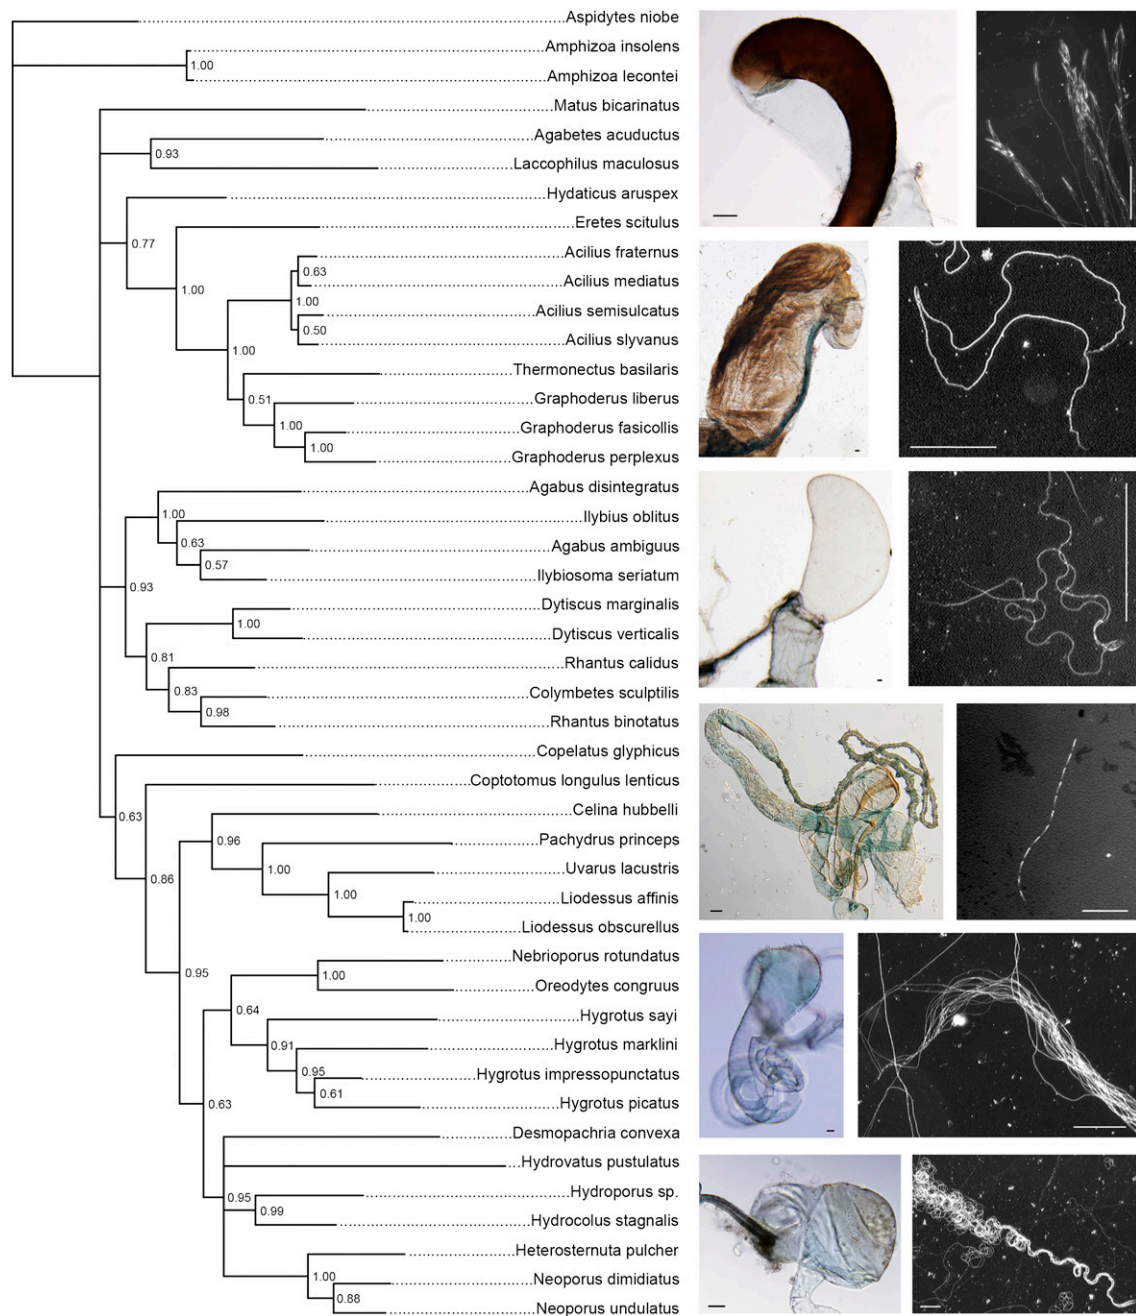 Aspidytes niobe
Amphizoa insolens
1.00
Amphizoa lecontei
Matus bicarinatus
Agabetes acuductus
0.93
Laccophilus maculosus
Hydaticus aruspex
Eretes scitulus
0.77
Acilius fraternus
0.63
Acilius mediatus
1.00
1.00
Acilius semisulcatus
0.50
Acilius slyvanus
1.00
Thermonectus basilaris
0.51
Graphoderus liberus
1.00
Graphoderus fasicollis
1.00
Graphoderus perplexus
Agabus disintegratus
1.00
Ilybius oblitus
0.63
Agabus ambiguus
0.57
Ilybiosoma seriatum
0.93
Dytiscus marginalis
1.00
Dytiscus verticalis
0.81
Rhantus calidus
0.83
Colymbetes sculptilis
0.98
Rhantus binotatus
Copelatus glyphicus
Coptotomus longulus lenticus
Celina hubbelli
0.63
0.96
Pachydrus princeps
0.86
1.00
Uvarus lacustris
1.00
Liodessus affinis
1.00
Liodessus obscurellus
Nebrioporus rotundatus
0.95
1.00
Oreodytes congruus
0.64
Hygrotus sayi
0.91
Hygrotus marklini
0.95
Hygrotus impressopunctatus
0.61
0.63
Hygrotus picatus
Desmopachria convexa
Hydrovatus pustulatus
0.95
Hydroporus sp.
0.99
Hydrocolus stagnalis
Heterosternuta pulcher
1.00
Neoporus dimidiatus
0.88
Neoporus undulatus